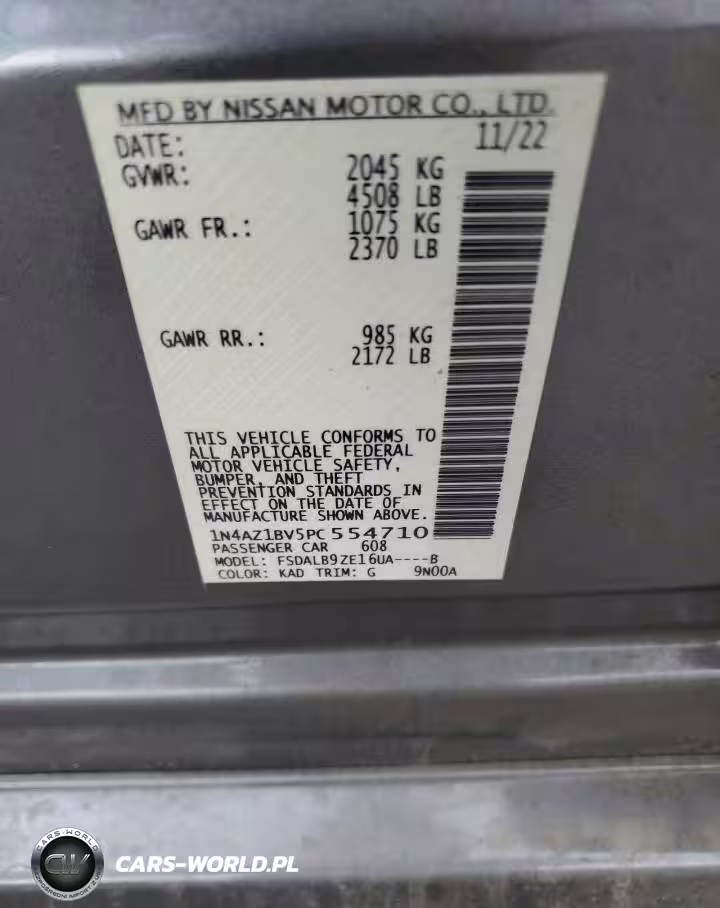 MFD BY NISSAN MOTOR CO., LTD.
DATE: 11/22
GVWR: 2045 KG
4508 LB
GAWR FR.: 1075 KG
2370 LB
GAWR RR.: 985 KG
2172 LB
THIS VEHICLE CONFORMS TO
ALL APPLICABLE FEDERAL
MOTOR VEHICLE SAFETY,
BUMPER, AND THEFT
PREVENTION STANDARDS IN
EFFECT ON THE DATE OF
MANUFACTURE SHOWN ABOVE.
1N4AZ1BV5PC554710
PASSENGER CAR 608
MODEL: FSDALB9ZE16UA----B
COLOR: KAD TRIM: G 9N00A
CARS-WORLD
CW
CARS-WORLD.PL